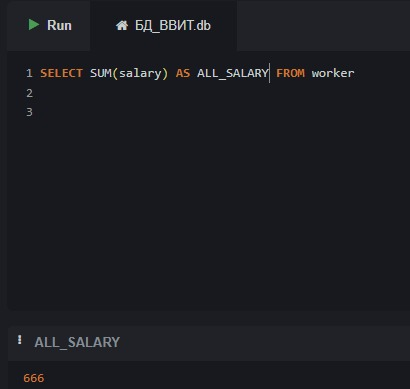 Run
БД_ВВИТ.db
1 SELECT SUM(salary) AS ALL_SALARY FROM worker
2
3
ALL_SALARY
666